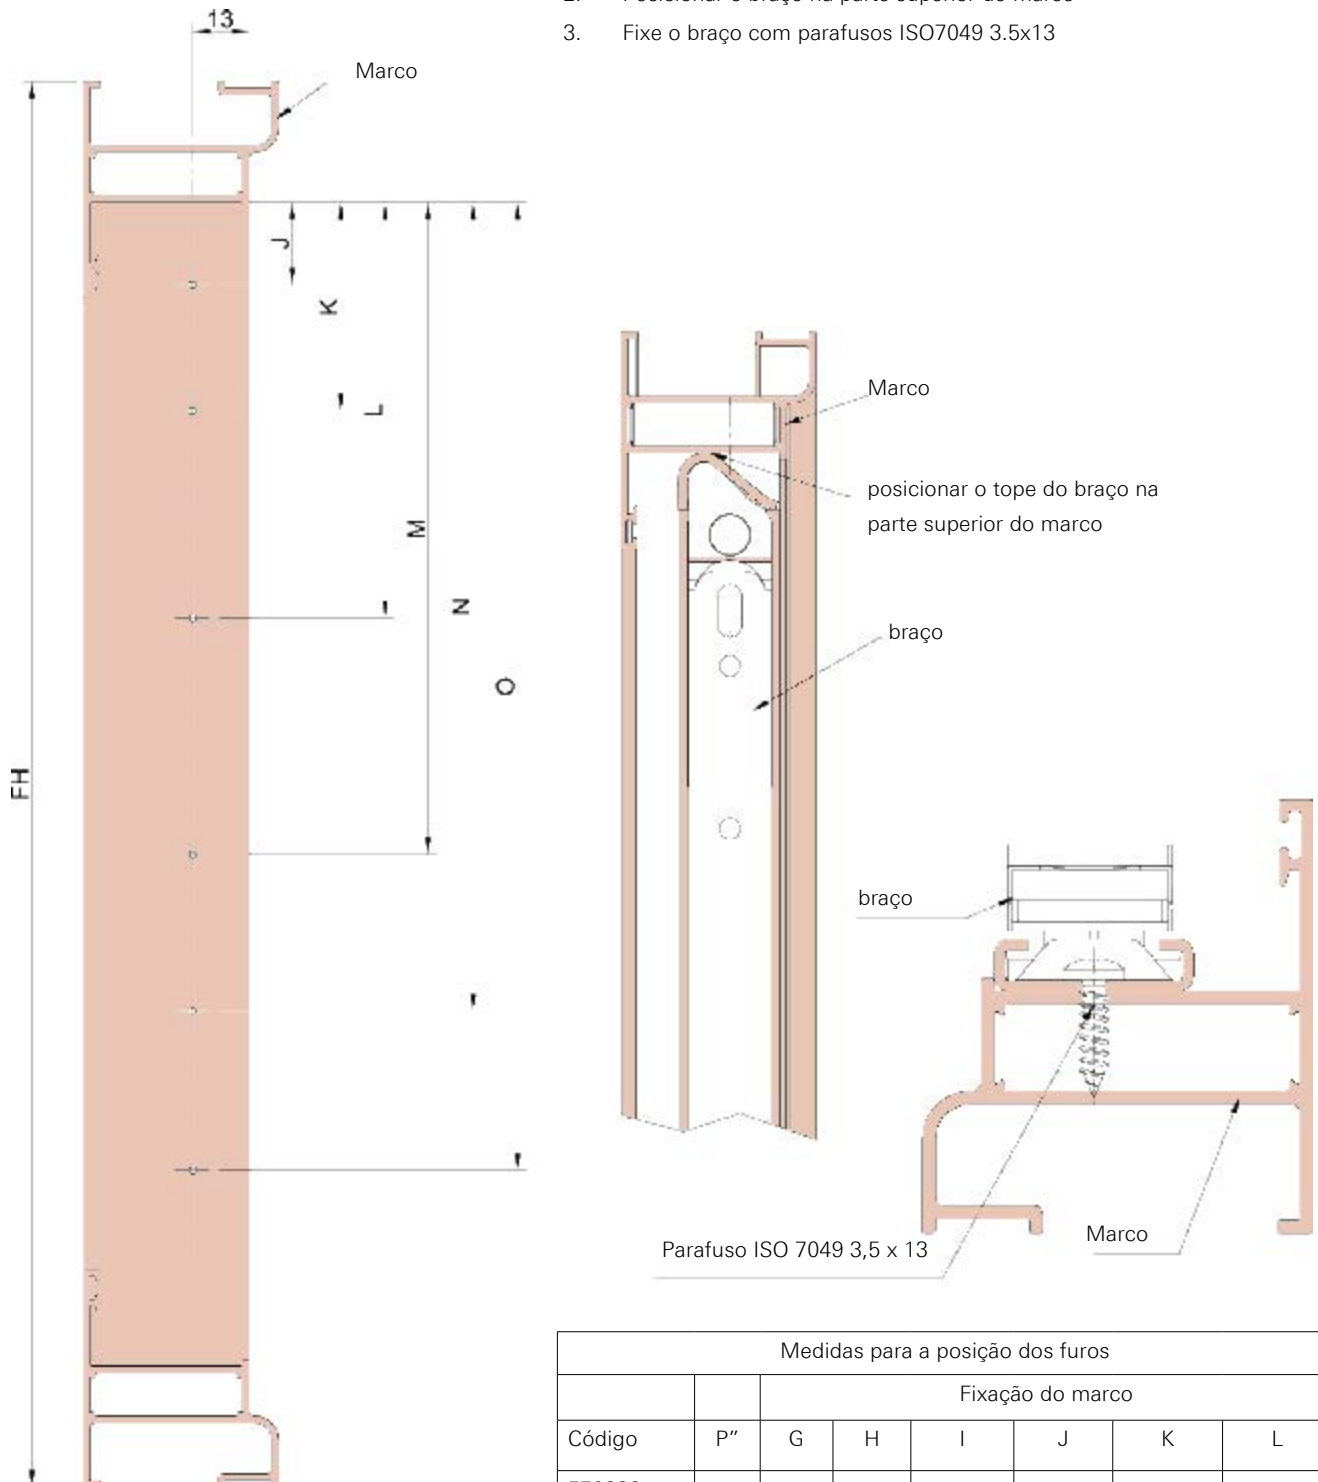 3. Fixe o braço com parafusos ISO7049 3.5x13
13
Marco
J
K
L
M
N
O
FH
Marco
posicionar o tope do braço na
parte superior do marco
braço
braço
Parafuso ISO 7049 3,5 x 13
Marco
Medidas para a posição dos furos
Fixação do marco
Código P” G H I J K L